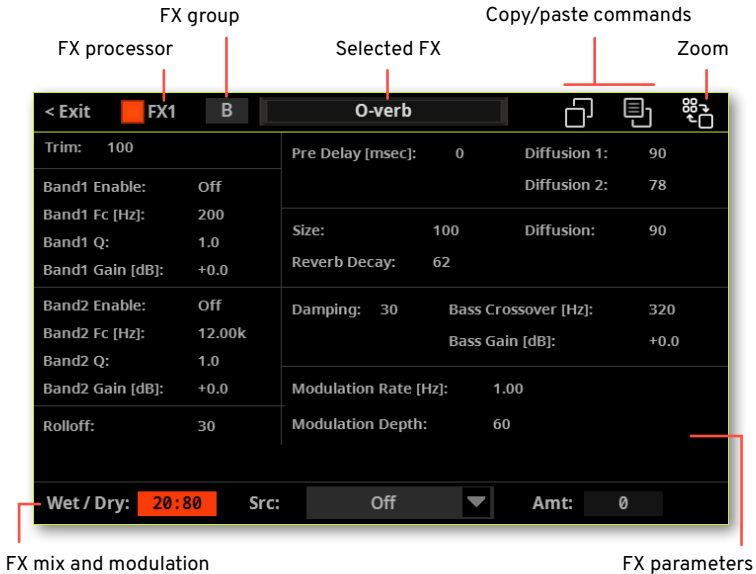 FX group
Copy/paste commands
FX processor
Selected FX
Zoom
< Exit FX1 B O-verb
Trim: 100
Pre Delay [msec]: 0 Diffusion 1: 90
Diffusion 2: 78
Band1 Enable: Off
Band1 Fc [Hz]: 200
Band1 Q: 1.0
Band1 Gain [dB]: +0.0
Size: 100 Diffusion: 90
Reverb Decay: 62
Band2 Enable: Off
Band2 Fc [Hz]: 12.00k
Band2 Q: 1.0
Band2 Gain [dB]: +0.0
Damping: 30 Bass Crossover [Hz]: 320
Bass Gain [dB]: +0.0
Modulation Rate [Hz]: 1.00
Modulation Depth: 60
Rolloff: 30
Wet / Dry: 20:80 Src: Off Amt: 0
FX mix and modulation
FX parameters